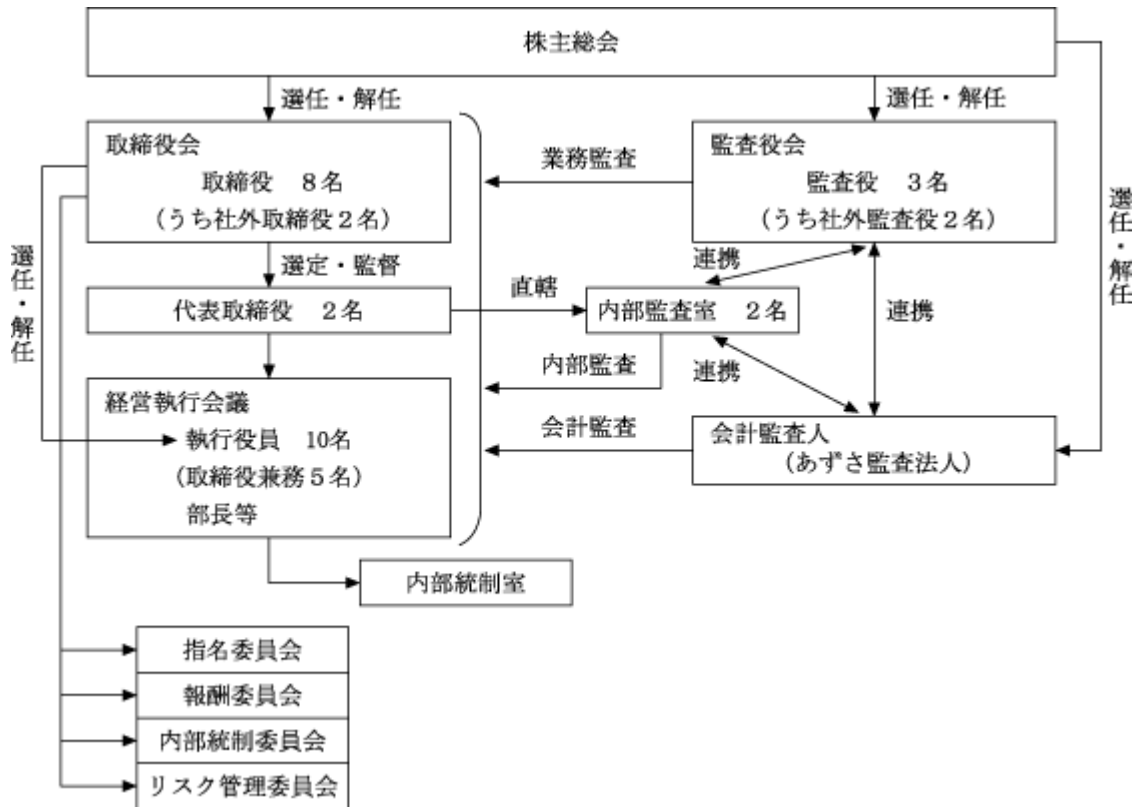 株主総会
選任・解任
選任・解任
取締役会
取締役　8名
(うち社外取締役2名)
業務監査
監査役会
監査役　3名
(うち社外監査役2名)
選任・解任
選任・解任
選定・監督
連携
代表取締役　2名
直轄
内部監査室　2名
連携
内部監査
連携
経営執行会議
執行役員　10名
(取締役兼務5名)
部長等
会計監査
会計監査人
(あずさ監査法人)
内部統制室
指名委員会
報酬委員会
内部統制委員会
リスク管理委員会